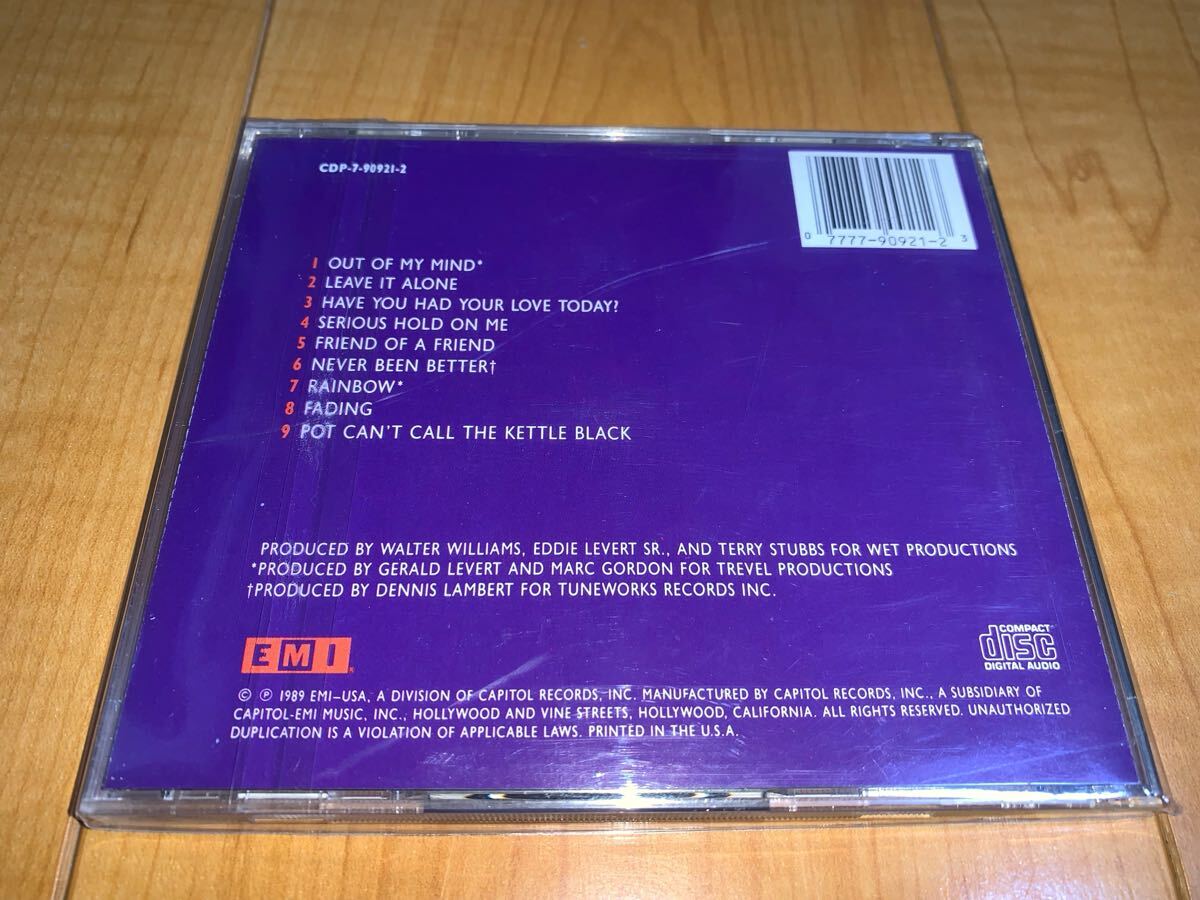 CDP-7-90921-2
0 7777-90921-2 3
1 OUT OF MY MIND*
2 LEAVE IT ALONE
3 HAVE YOU HAD YOUR LOVE TODAY?
4 SERIOUS HOLD ON ME
5 FRIEND OF A FRIEND
6 NEVER BEEN BETTER†
7 RAINBOW*
8 FADING
9 POT CAN'T CALL THE KETTLE BLACK
PRODUCED BY WALTER WILLIAMS, EDDIE LEVERT SR., AND TERRY STUBBS FOR WET PRODUCTIONS
*PRODUCED BY GERALD LEVERT AND MARC GORDON FOR TREVEL PRODUCTIONS
†PRODUCED BY DENNIS LAMBERT FOR TUNEWORKS RECORDS INC.
EMI
COMPACT
disc
DIGITAL AUDIO
© ℗ 1989 EMI–USA, A DIVISION OF CAPITOL RECORDS, INC. MANUFACTURED BY CAPITOL RECORDS, INC., A SUBSIDIARY OF
CAPITOL-EMI MUSIC, INC., HOLLYWOOD AND VINE STREETS, HOLLYWOOD, CALIFORNIA. ALL RIGHTS RESERVED. UNAUTHORIZED
DUPLICATION IS A VIOLATION OF APPLICABLE LAWS. PRINTED IN THE U.S.A.